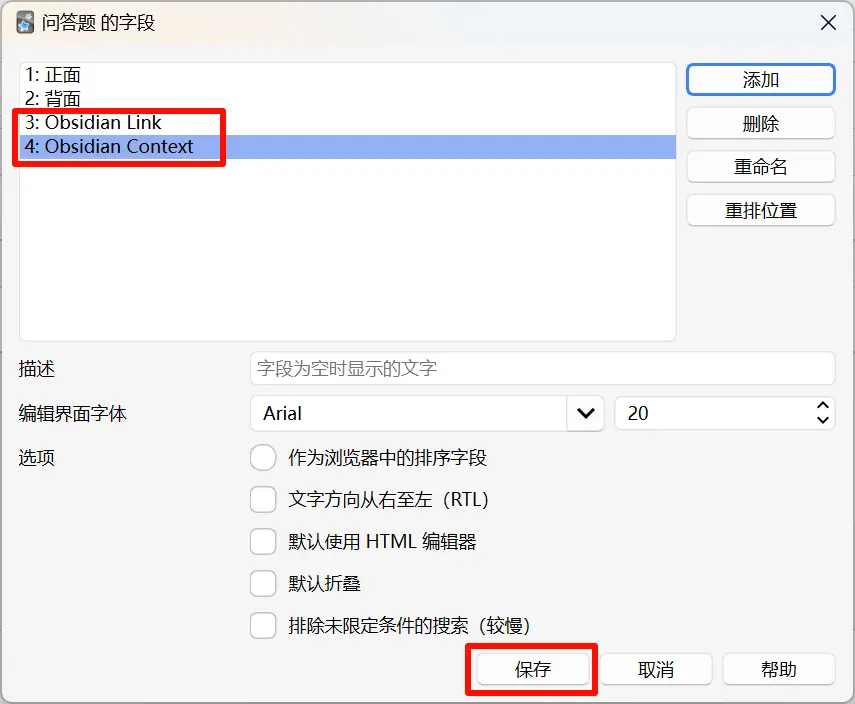 问答题 的字段
1: 正面
2: 背面
3: Obsidian Link
4: Obsidian Context
添加
删除
重命名
重排位置
描述
字段为空时显示的文字
编辑界面字体
Arial
20
选项
作为浏览器中的排序字段
文字方向从右至左（RTL）
默认使用 HTML 编辑器
默认折叠
排除未限定条件的搜索（较慢）
保存
取消
帮助